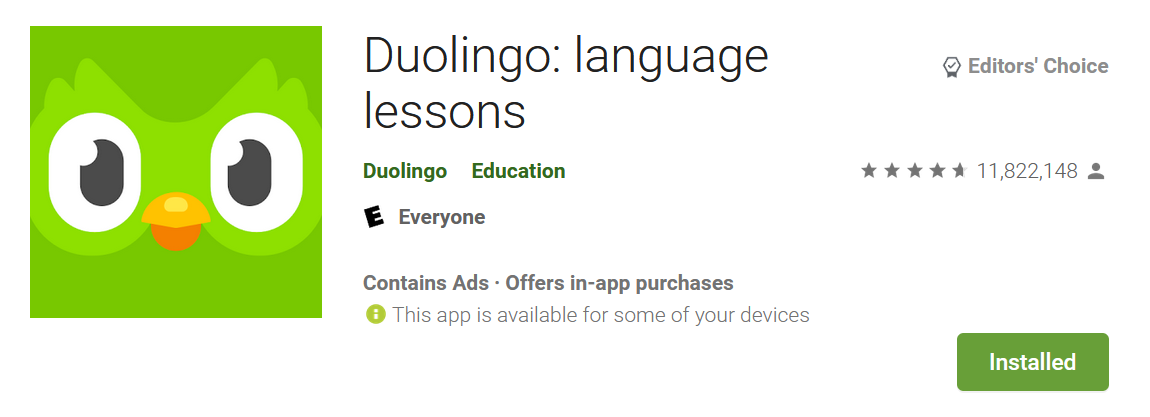 Duolingo: language
lessons
Editors' Choice
Duolingo Education
11,822,148
E Everyone
Contains Ads · Offers in-app purchases
This app is available for some of your devices
Installed